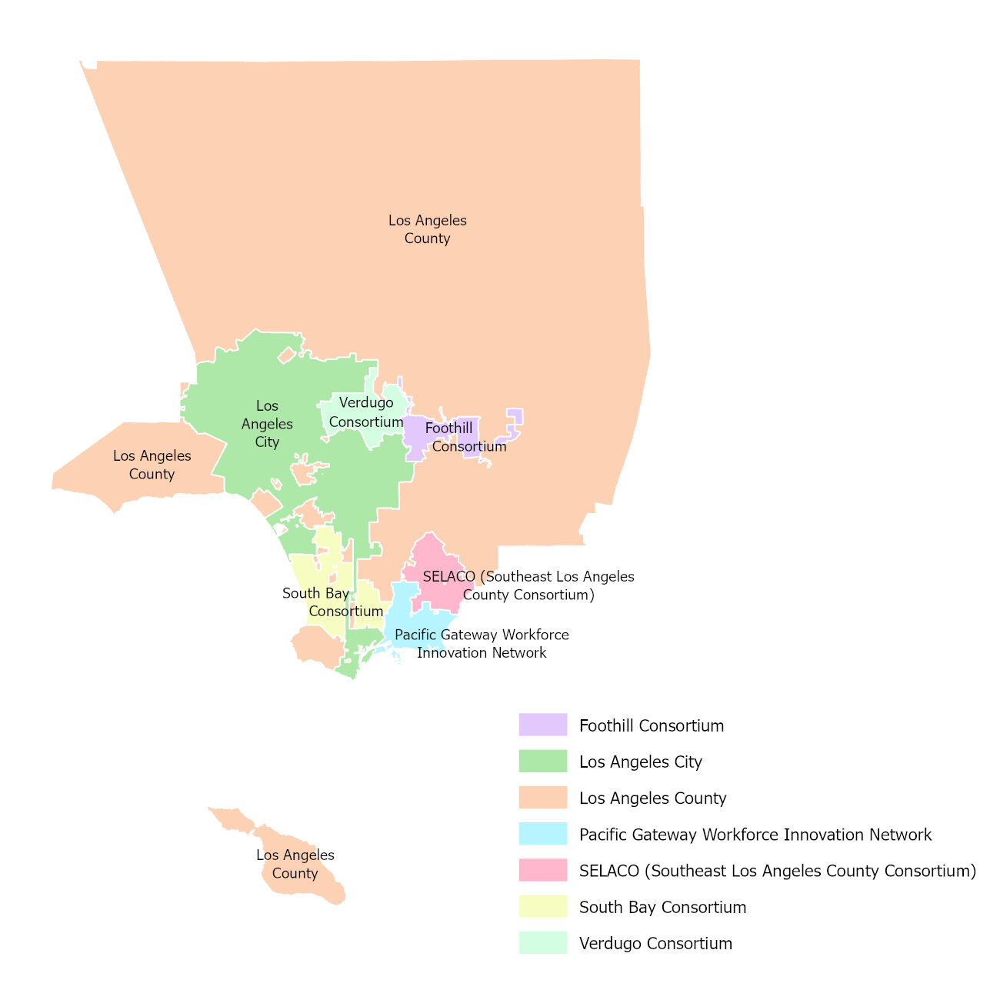 Los Angeles
County
Los
Angeles
City
Verdugo
Consortium
Foothill
Consortium
Los Angeles
County
SELACO (Southeast Los Angeles
County Consortium)
South Bay
Consortium
Pacific Gateway Workforce
Innovation Network
Foothill Consortium
Los Angeles City
Los Angeles County
Pacific Gateway Workforce Innovation Network
SELACO (Southeast Los Angeles County Consortium)
South Bay Consortium
Verdugo Consortium
Los Angeles
County